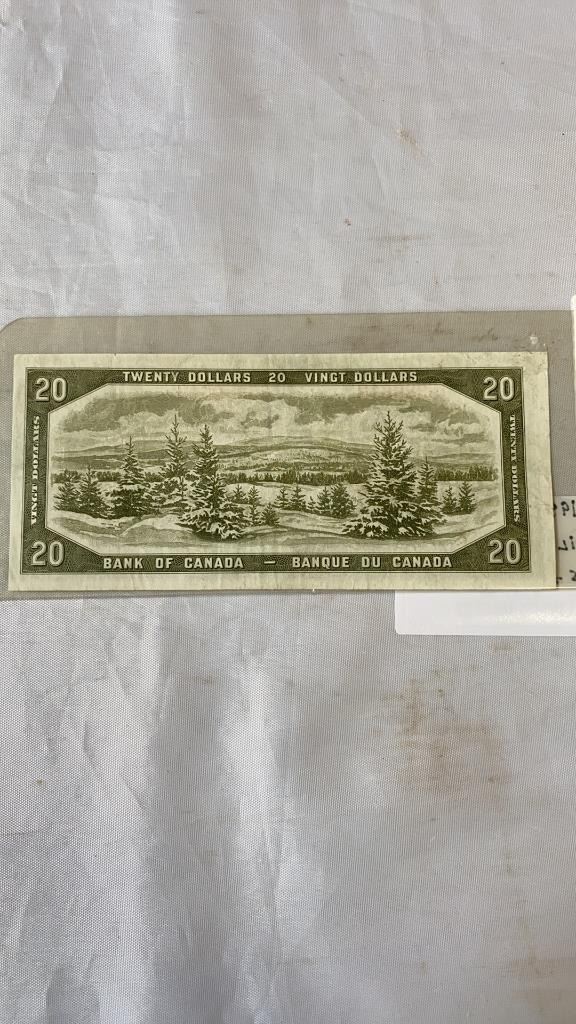 TWENTY DOLLARS 20 VINGT DOLLARS
20
20
VINGT DOLLARS
TWENTY DOLLARS
20
20
BANK OF CANADA — BANQUE DU CANADA